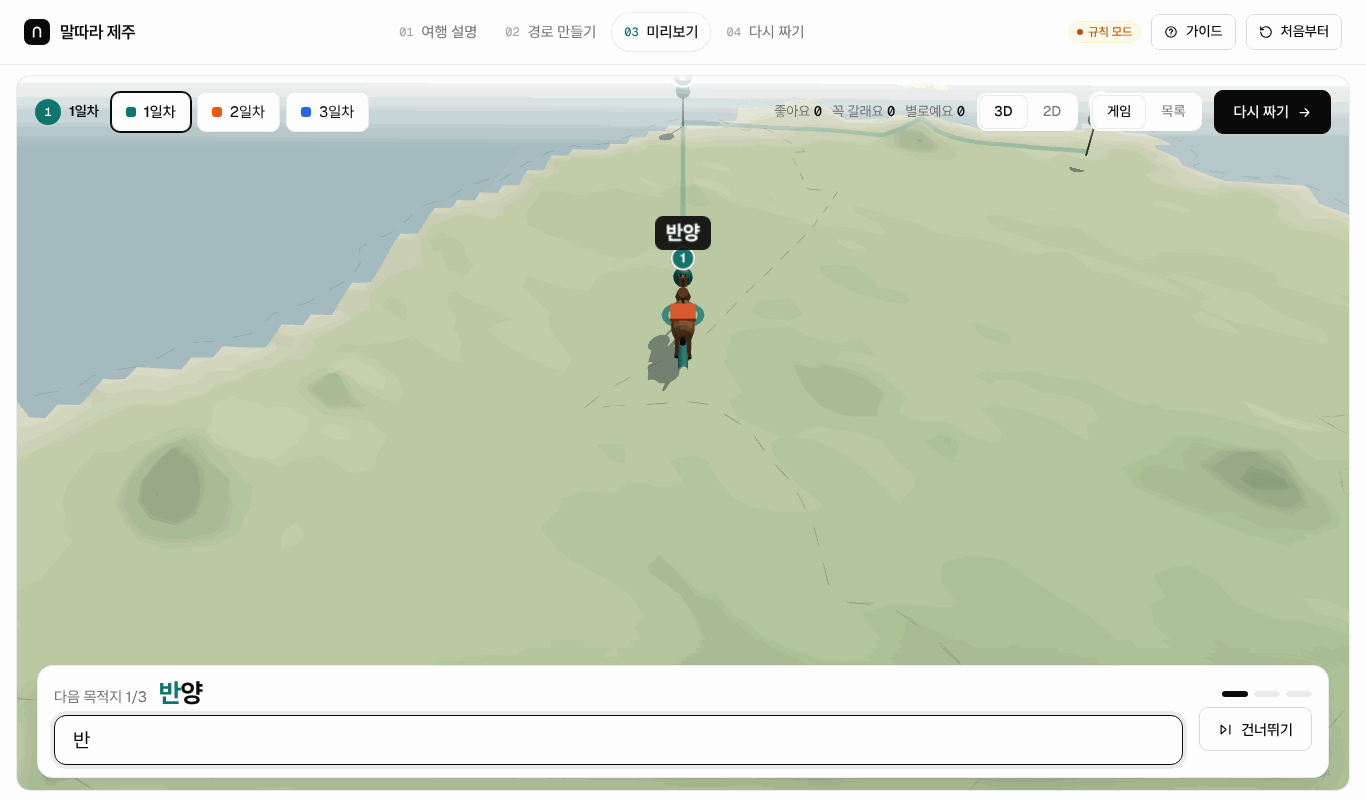 말따라 제주
01 여행 설명
02 경로 만들기
03 미리보기
04 다시 짜기
규칙 모드
가이드
처음부터
1 1일차
1일차
2일차
3일차
좋아요 0 꼭 갈래요 0 별로예요 0
3D 2D
게임 목록
다시 짜기 →
반양
1
다음 목적지 1/3 반양
반
건너뛰기